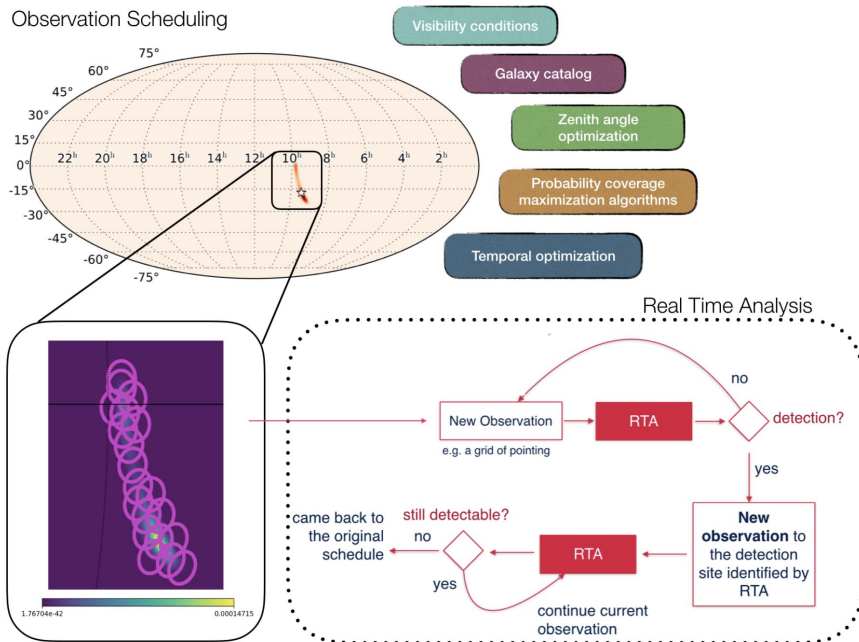 Observation Scheduling
Visibility conditions
Galaxy catalog
Zenith angle
optimization
Probability coverage
maximization algorithms
Temporal optimization
75°
60°
45°
30°
15°
0°
-15°
-30°
-45°
-60°
-75°
22h 20h 18h 16h 14h 12h 10h 8h 6h 4h 2h
1.76704e-42 0.00014715
Real Time Analysis
New Observation
e.g. a grid of pointing
RTA
no
detection?
yes
New
observation to
the detection
site identified by
RTA
RTA
continue current
observation
still detectable?
no
yes
came back to
the original
schedule